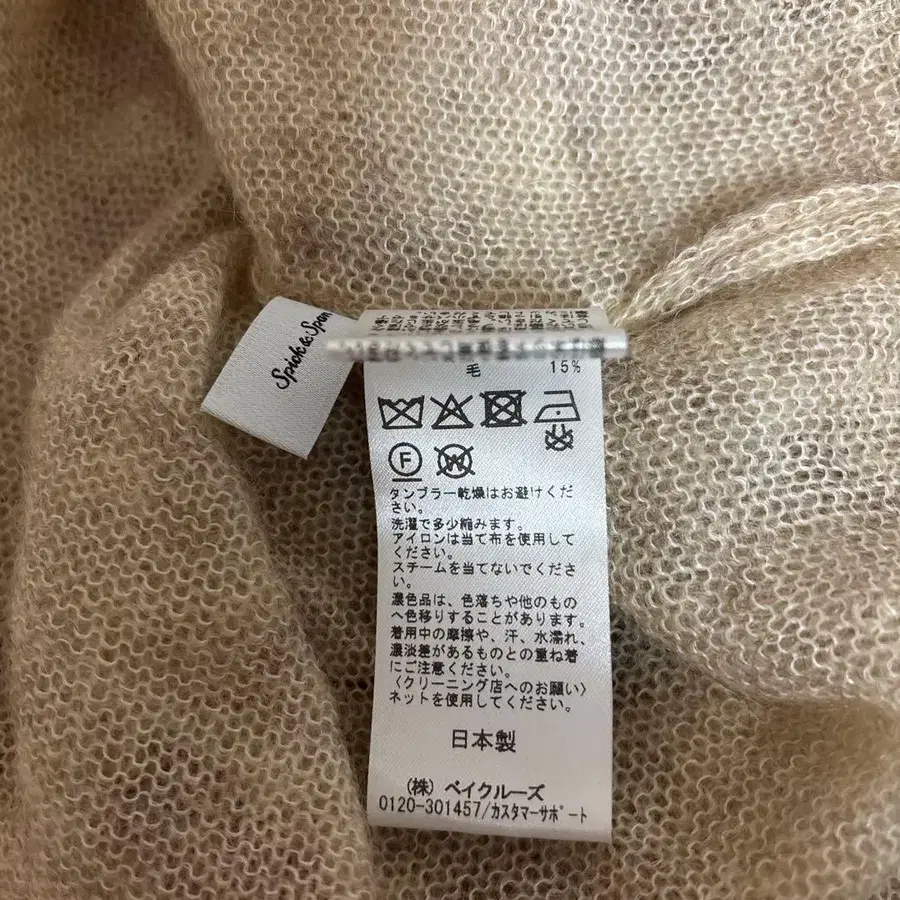 Spick & Span
毛 15%
F
W
タンブラー乾燥はお避けくだ
さい。
洗濯で多少縮みます。
アイロンは当て布を使用して
ください。
スチームを当てないでくださ
い。
濃色品は、色落ちや他のもの
へ色移りすることがあります。
着用中の摩擦や、汗、水濡れ、
濃淡差があるものとの重ね着
にご注意ください。
〈クリーニング店へのお願い〉
ネットを使用してください。
日本製
(株) ベイクルーズ
0120-301457/カスタマーサポート